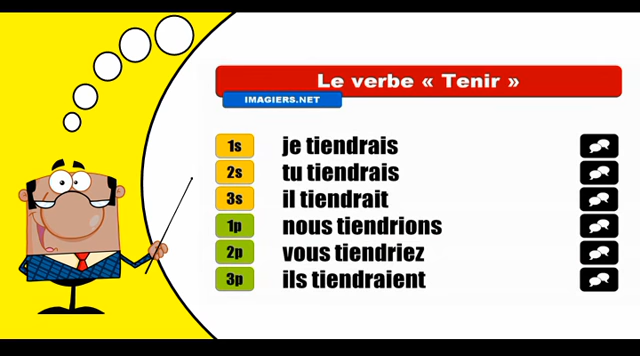 Le verbe « Tenir »
IMAGIERS.NET
1s je tiendrais
2s tu tiendrais
3s il tiendrait
1p nous tiendrions
2p vous tiendriez
3p ils tiendraient